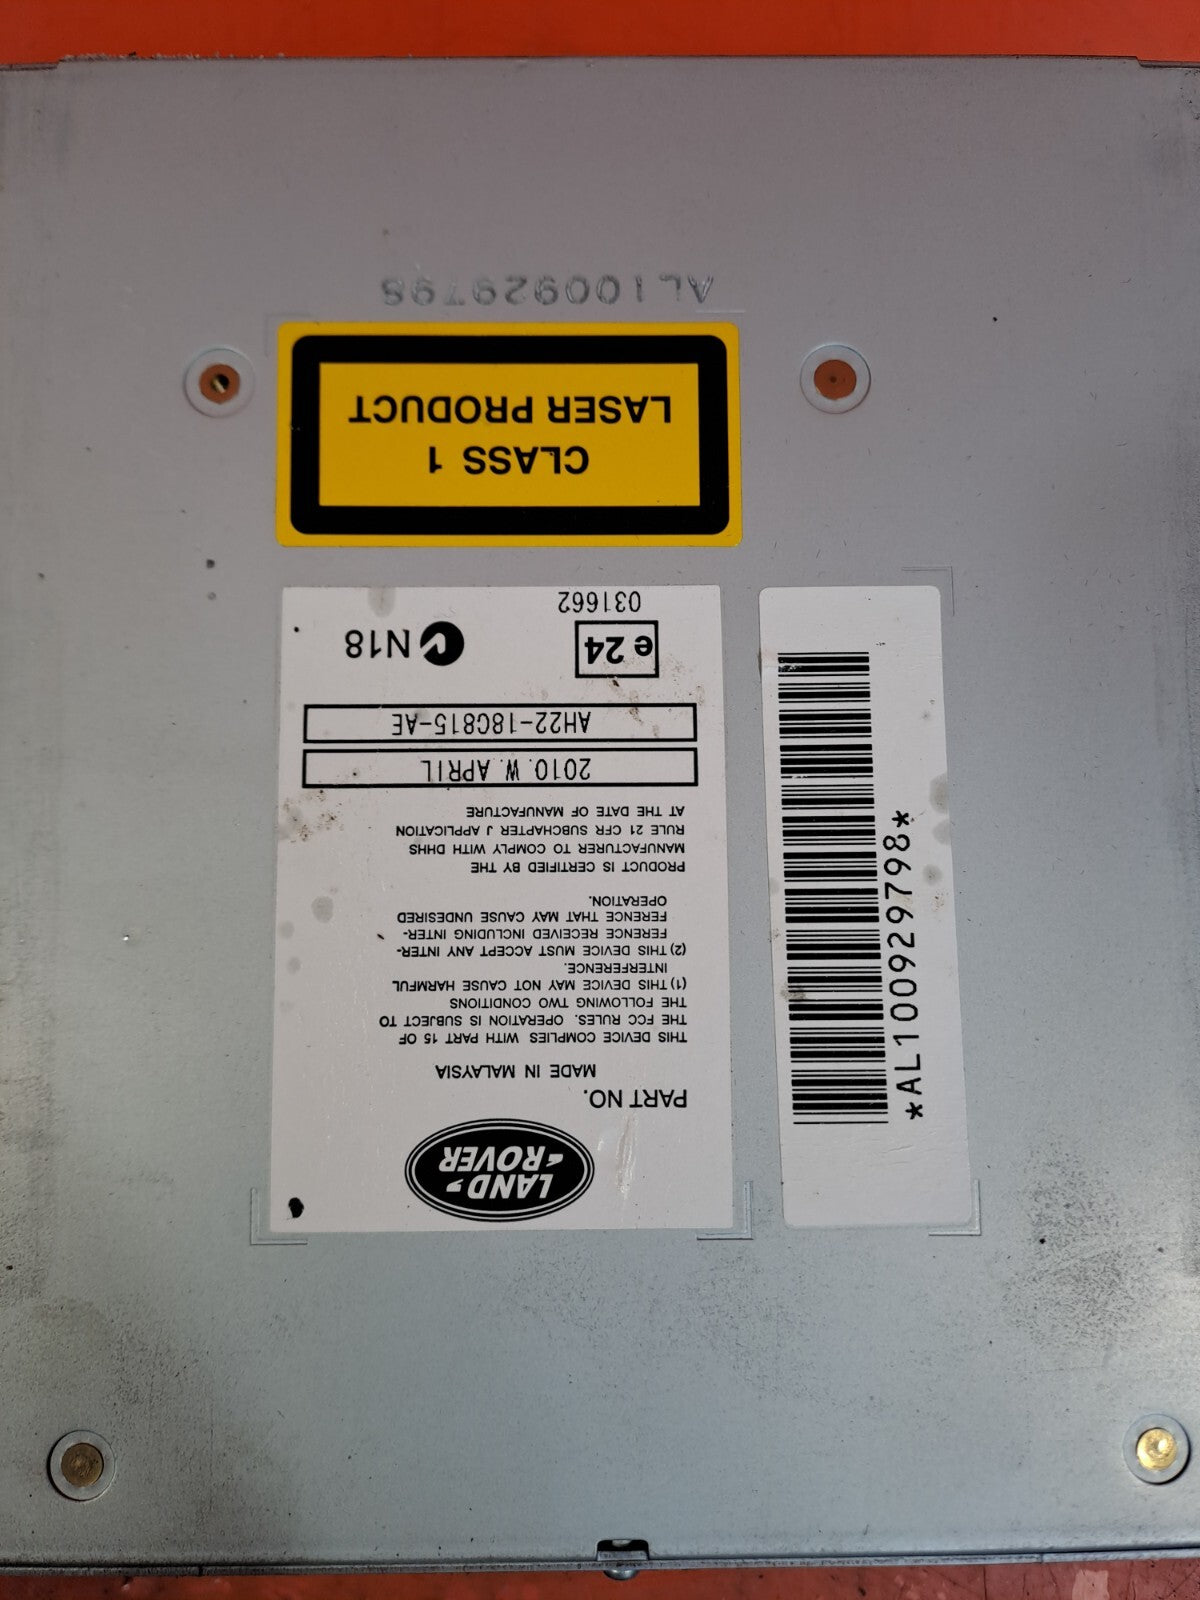 LAND
ROVER
PART NO.
MADE IN MALAYSIA
THIS DEVICE COMPLIES WITH PART 15 OF
THE FCC RULES. OPERATION IS SUBJECT TO
THE FOLLOWING TWO CONDITIONS
(1) THIS DEVICE MAY NOT CAUSE HARMFUL
INTERFERENCE.
(2) THIS DEVICE MUST ACCEPT ANY INTER-
FERENCE RECEIVED INCLUDING INTER-
FERENCE THAT MAY CAUSE UNDESIRED
OPERATION.
PRODUCT IS CERTIFIED BY THE
MANUFACTURER TO COMPLY WITH DHHS
RULE 21 CFR SUBCHAPTER J APPLICATION
AT THE DATE OF MANUFACTURE
2010. W. APRIL
AH22-18C815-AE
e 24
N18
031662
*AL100929798*
CLASS 1
LASER PRODUCT
AL100929798